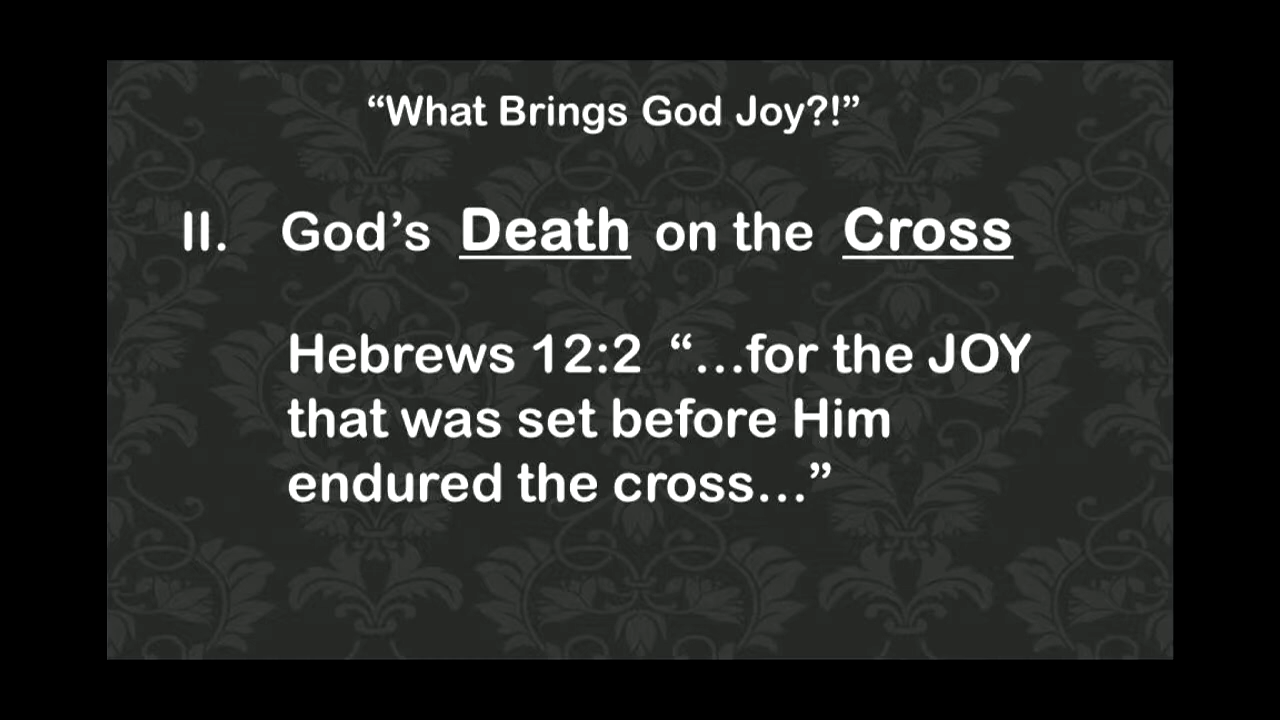 “What Brings God Joy?!”
II. God’s Death on the Cross
Hebrews 12:2 “…for the JOY
that was set before Him
endured the cross…”